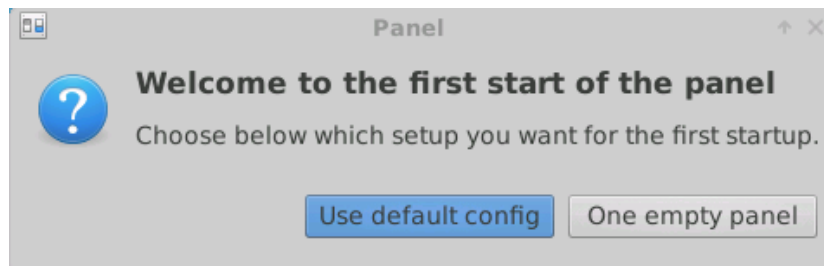 Panel
Welcome to the first start of the panel
Choose below which setup you want for the first startup.
Use default config
One empty panel